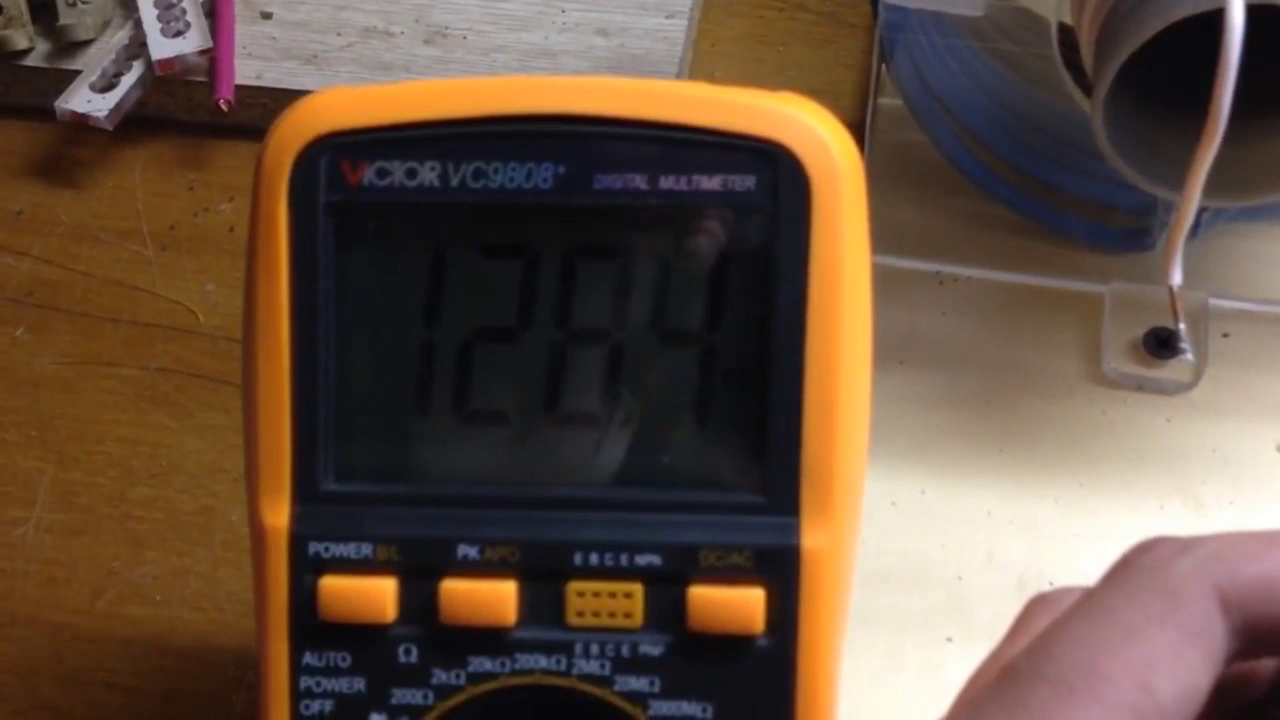 VICTOR VC9808+ DIGITAL MULTIMETER
POWER B/L PK APO E B C E NPN DC/AC
E B C E PNP
AUTO POWER OFF
Ω
200Ω 2kΩ 20kΩ 200kΩ 2MΩ 20MΩ 2000MΩ